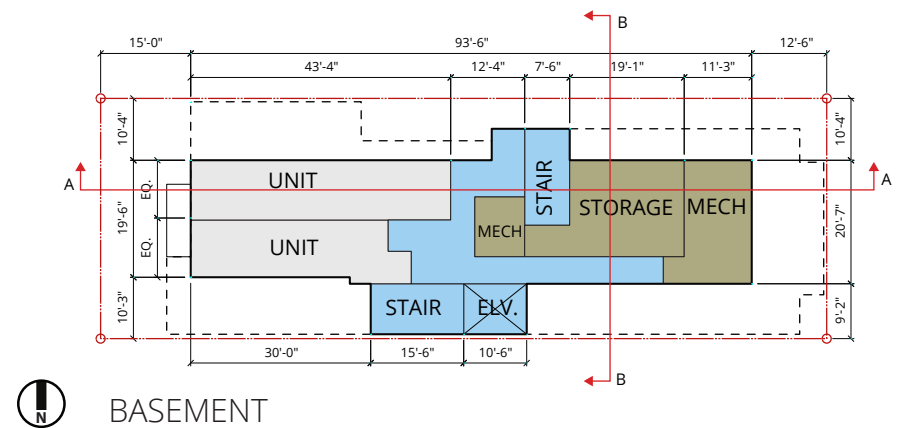 B
15'-0"
93'-6"
12'-6"
43'-4"
12'-4"
7'-6"
19'-1"
11'-3"
10'-4"
10'-4"
A
A
EQ.
UNIT
STAIR
STORAGE
MECH
19'-6"
20'-7"
EQ.
UNIT
MECH
10'-3"
STAIR
ELV.
9'-2"
30'-0"
15'-6"
10'-6"
B
N
BASEMENT